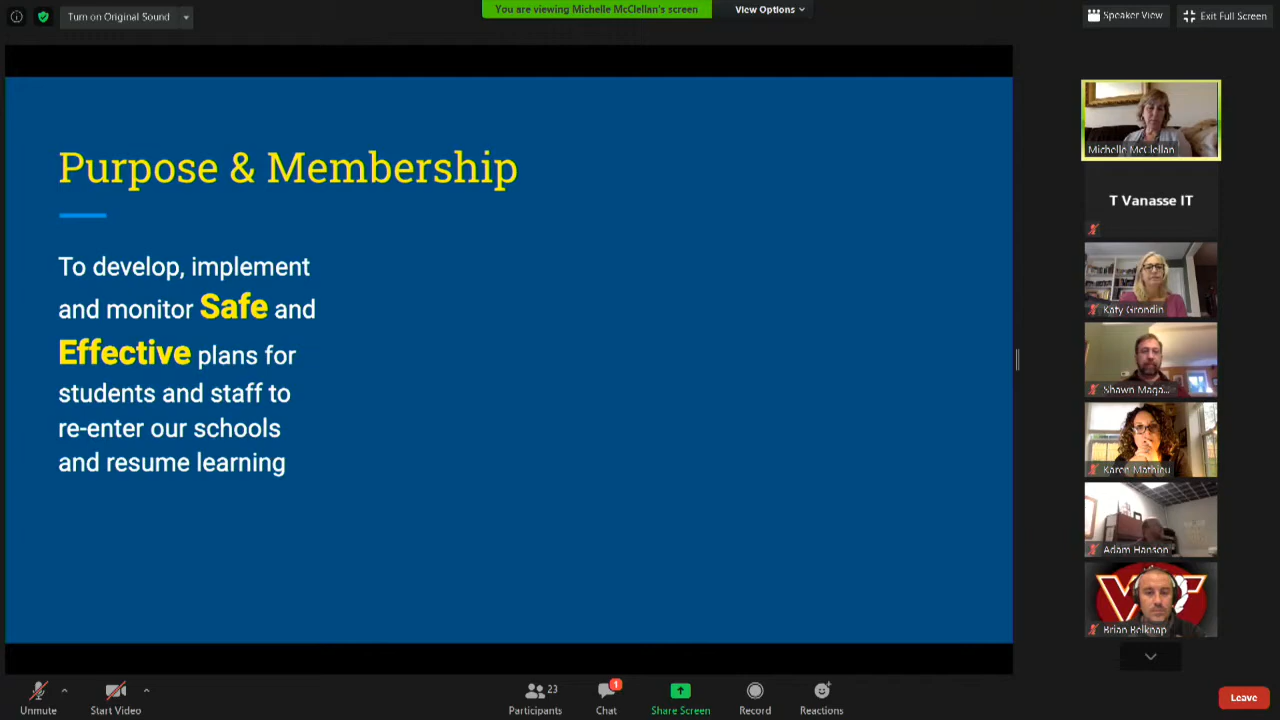 Turn on Original Sound
You are viewing Michelle McClellan's screen
View Options
Speaker View
Exit Full Screen
Purpose & Membership
To develop, implement
and monitor Safe and
Effective plans for
students and staff to
re-enter our schools
and resume learning
Michelle McClellan
T Vanasse IT
Katy Grondin
Shawn Maqa...
Karen Mathieu
Adam Hanson
Brian Belknap
Unmute
Start Video
23
Participants
1
Chat
Share Screen
Record
Reactions
Leave